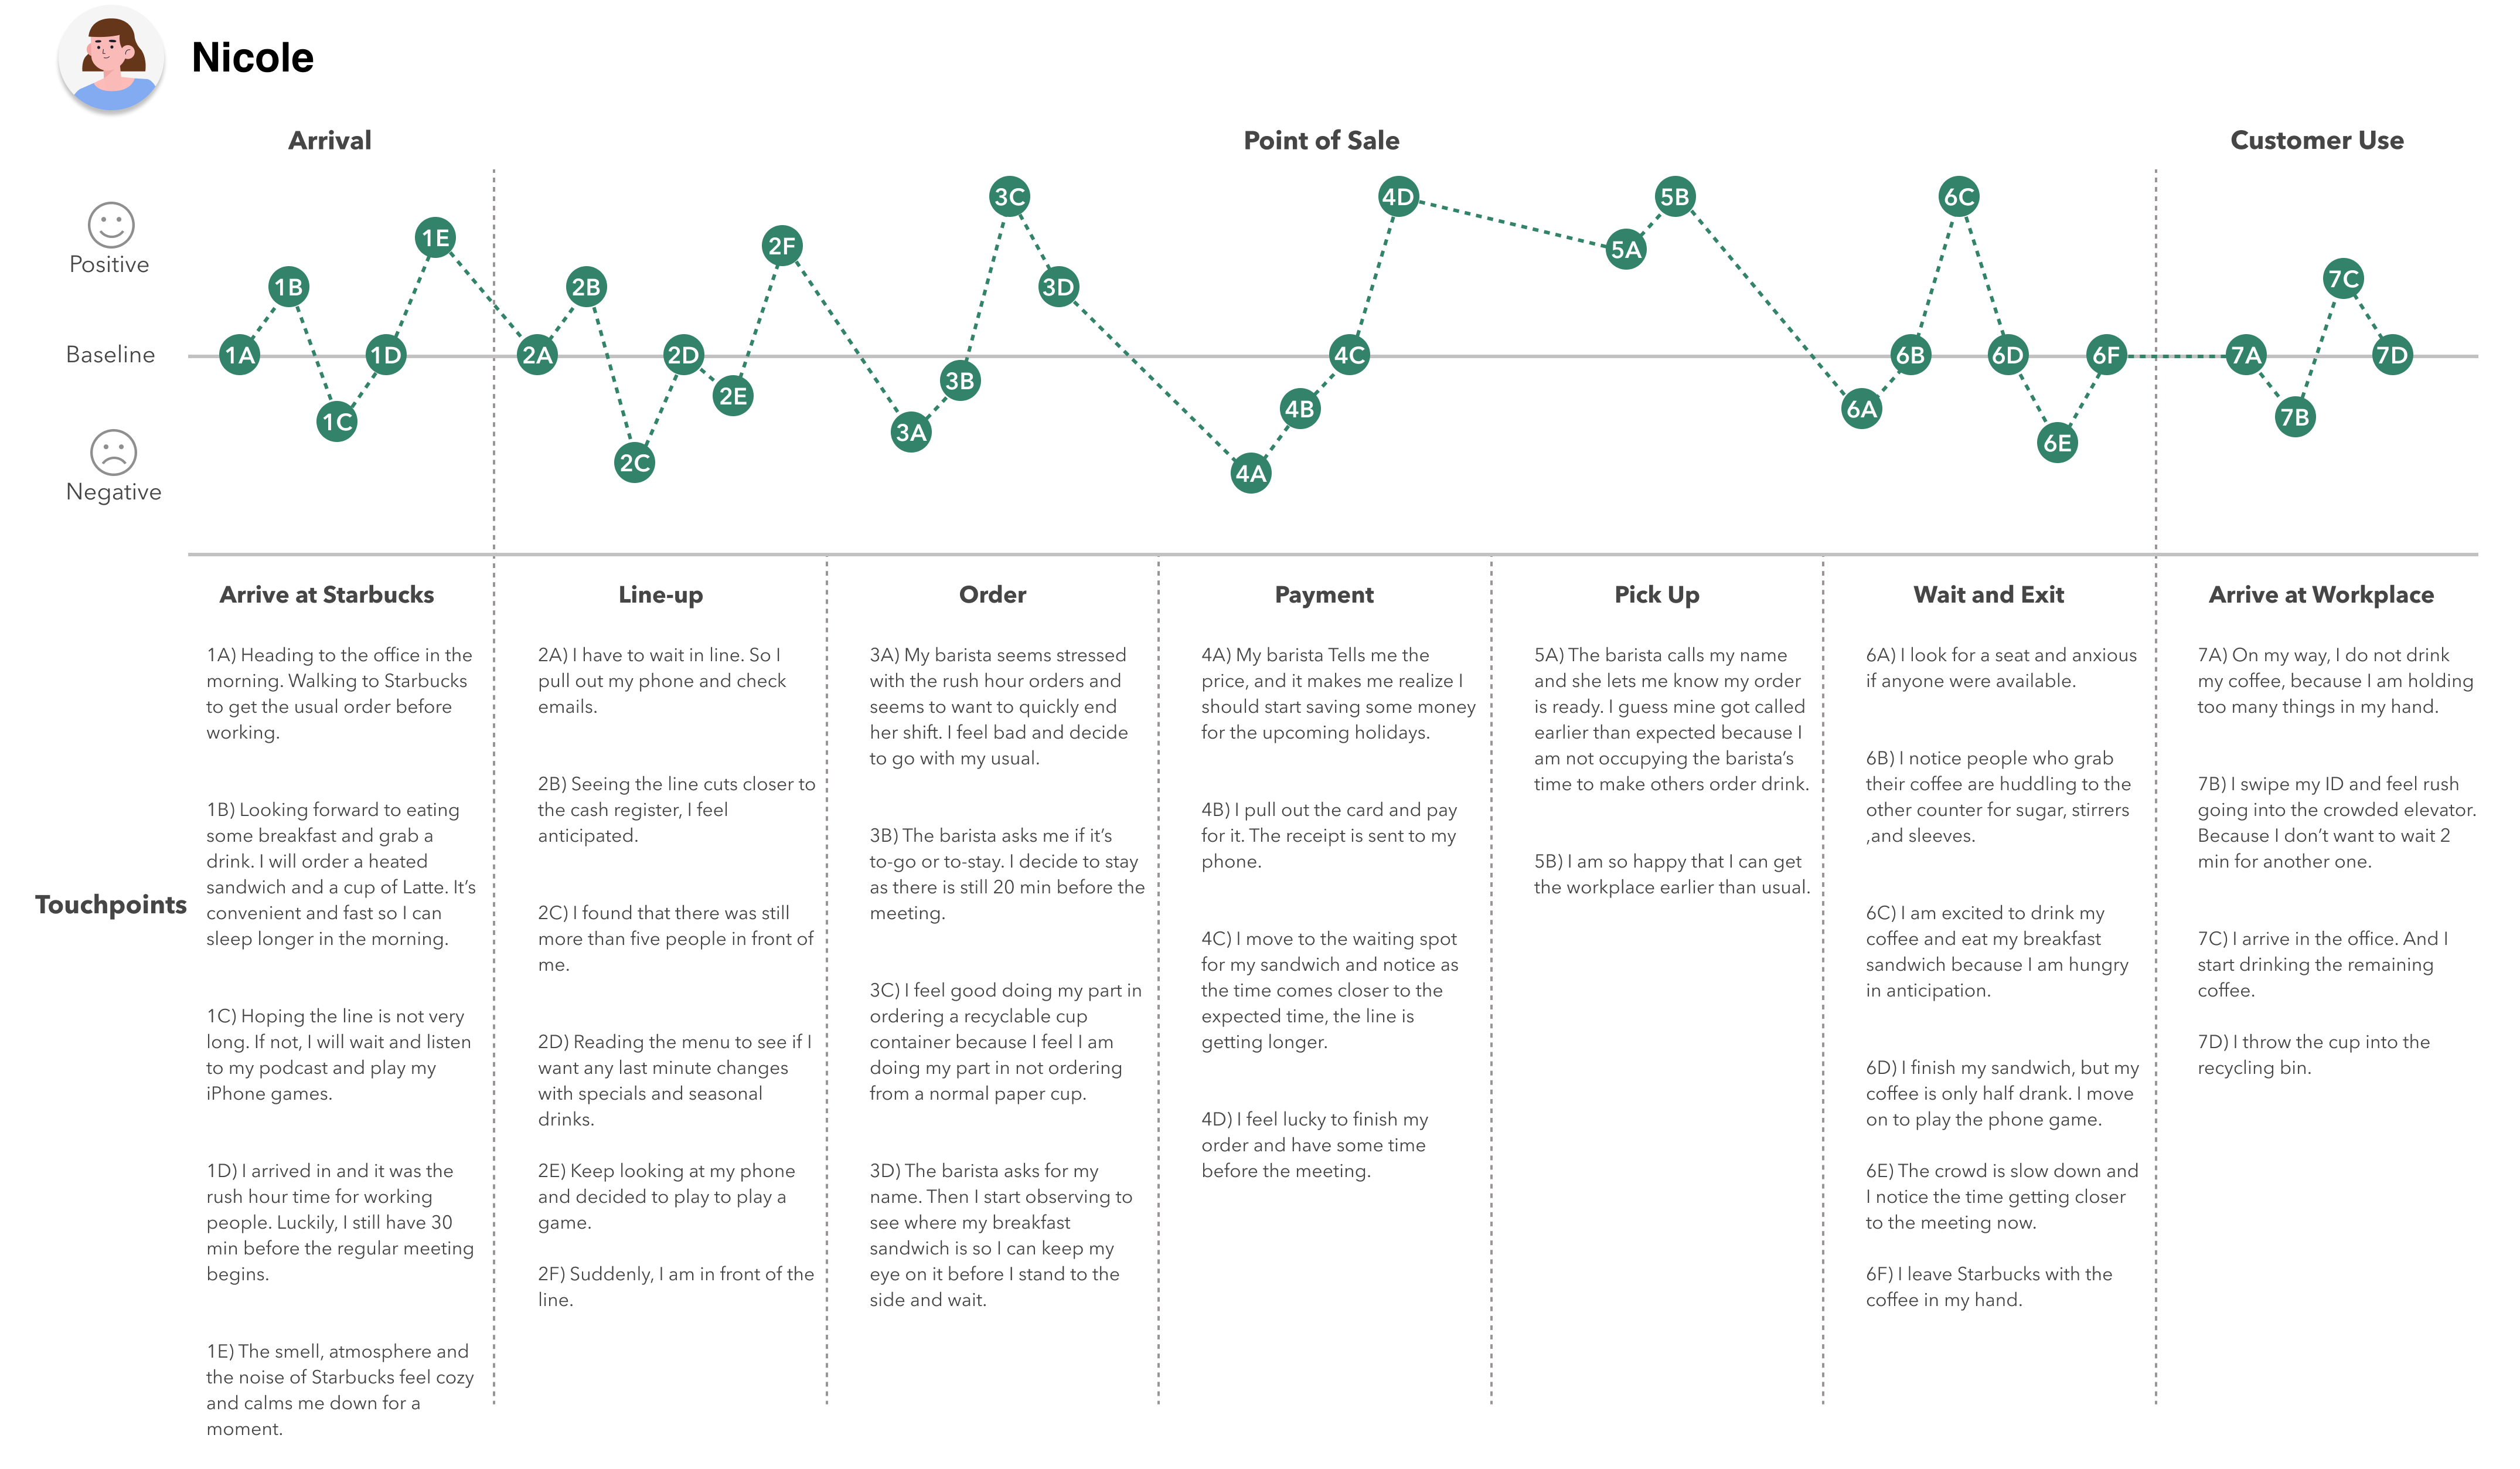 Nicole
Arrival
Point of Sale
Customer Use
Positive
Baseline
Negative
1A
1B
1C
1D
1E
2A
2B
2C
2D
2E
2F
3A
3B
3C
3D
4A
4B
4C
4D
5A
5B
6A
6B
6C
6D
6E
6F
7A
7B
7C
7D
Touchpoints
Arrive at Starbucks
1A) Heading to the office in the
morning. Walking to Starbucks
to get the usual order before
working.
1B) Looking forward to eating
some breakfast and grab a
drink. I will order a heated
sandwich and a cup of Latte. It’s
convenient and fast so I can
sleep longer in the morning.
1C) Hoping the line is not very
long. If not, I will wait and listen
to my podcast and play my
iPhone games.
1D) I arrived in and it was the
rush hour time for working
people. Luckily, I still have 30
min before the regular meeting
begins.
1E) The smell, atmosphere and
the noise of Starbucks feel cozy
and calms me down for a
moment.
Line-up
2A) I have to wait in line. So I
pull out my phone and check
emails.
2B) Seeing the line cuts closer to
the cash register, I feel
anticipated.
2C) I found that there was still
more than five people in front of
me.
2D) Reading the menu to see if I
want any last minute changes
with specials and seasonal
drinks.
2E) Keep looking at my phone
and decided to play to play a
game.
2F) Suddenly, I am in front of the
line.
Order
3A) My barista seems stressed
with the rush hour orders and
seems to want to quickly end
her shift. I feel bad and decide
to go with my usual.
3B) The barista asks me if it’s
to-go or to-stay. I decide to stay
as there is still 20 min before the
meeting.
3C) I feel good doing my part in
ordering a recyclable cup
container because I feel I am
doing my part in not ordering
from a normal paper cup.
3D) The barista asks for my
name. Then I start observing to
see where my breakfast
sandwich is so I can keep my
eye on it before I stand to the
side and wait.
Payment
4A) My barista Tells me the
price, and it makes me realize I
should start saving some money
for the upcoming holidays.
4B) I pull out the card and pay
for it. The receipt is sent to my
phone.
4C) I move to the waiting spot
for my sandwich and notice as
the time comes closer to the
expected time, the line is
getting longer.
4D) I feel lucky to finish my
order and have some time
before the meeting.
Pick Up
5A) The barista calls my name
and she lets me know my order
is ready. I guess mine got called
earlier than expected because I
am not occupying the barista’s
time to make others order drink.
5B) I am so happy that I can get
the workplace earlier than usual.
Wait and Exit
6A) I look for a seat and anxious
if anyone were available.
6B) I notice people who grab
their coffee are huddling to the
other counter for sugar, stirrers
,and sleeves.
6C) I am excited to drink my
coffee and eat my breakfast
sandwich because I am hungry
in anticipation.
6D) I finish my sandwich, but my
coffee is only half drank. I move
on to play the phone game.
6E) The crowd is slow down and
I notice the time getting closer
to the meeting now.
6F) I leave Starbucks with the
coffee in my hand.
Arrive at Workplace
7A) On my way, I do not drink
my coffee, because I am holding
too many things in my hand.
7B) I swipe my ID and feel rush
going into the crowded elevator.
Because I don’t want to wait 2
min for another one.
7C) I arrive in the office. And I
start drinking the remaining
coffee.
7D) I throw the cup into the
recycling bin.